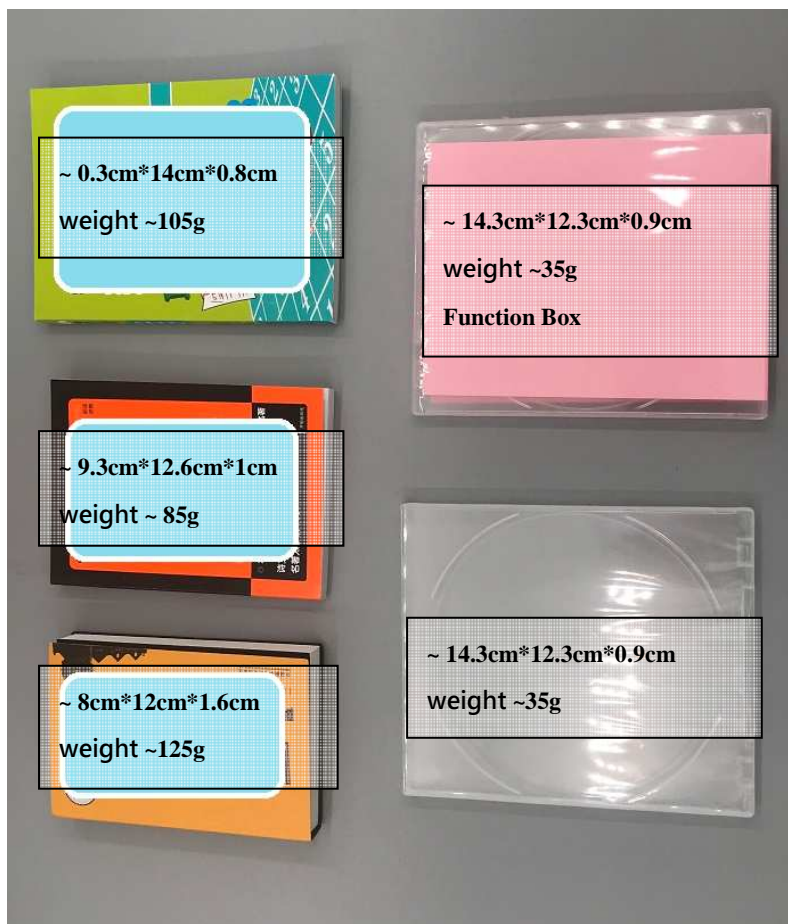 ~ 0.3cm*14cm*0.8cm
weight ~105g
~ 9.3cm*12.6cm*1cm
weight ~ 85g
~ 8cm*12cm*1.6cm
weight ~125g
~ 14.3cm*12.3cm*0.9cm
weight ~35g
Function Box
~ 14.3cm*12.3cm*0.9cm
weight ~35g